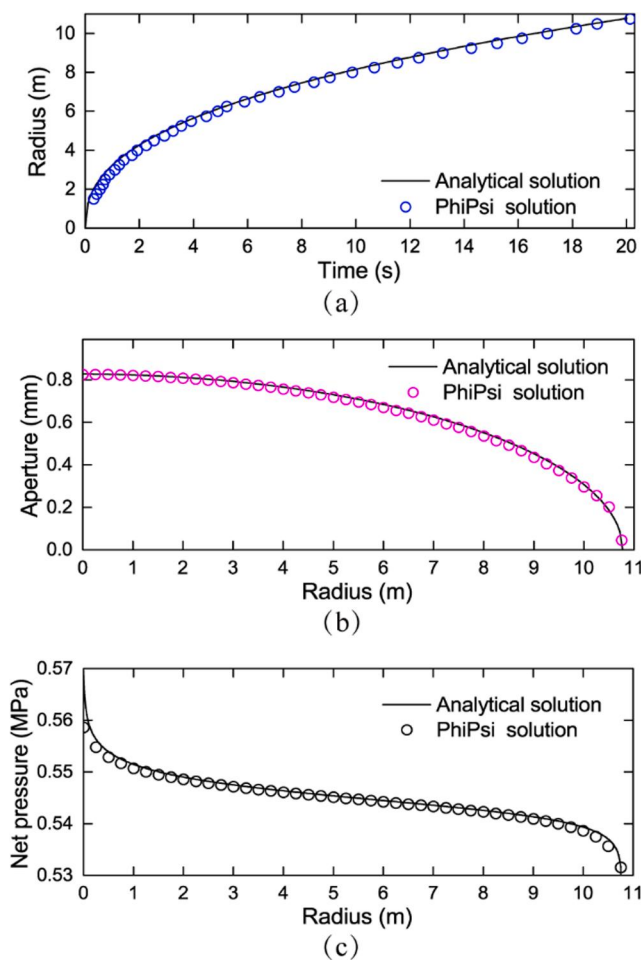 10
8
6
4
2
0
Radius (m)
Analytical solution
PhiPsi solution
0 2 4 6 8 10 12 14 16 18 20
Time (s)
(a)
0.8
0.6
0.4
0.2
0.0
Aperture (mm)
Analytical solution
PhiPsi solution
0 1 2 3 4 5 6 7 8 9 10 11
Radius (m)
(b)
0.57
0.56
0.55
0.54
0.53
Net pressure (MPa)
Analytical solution
PhiPsi solution
0 1 2 3 4 5 6 7 8 9 10 11
Radius (m)
(c)